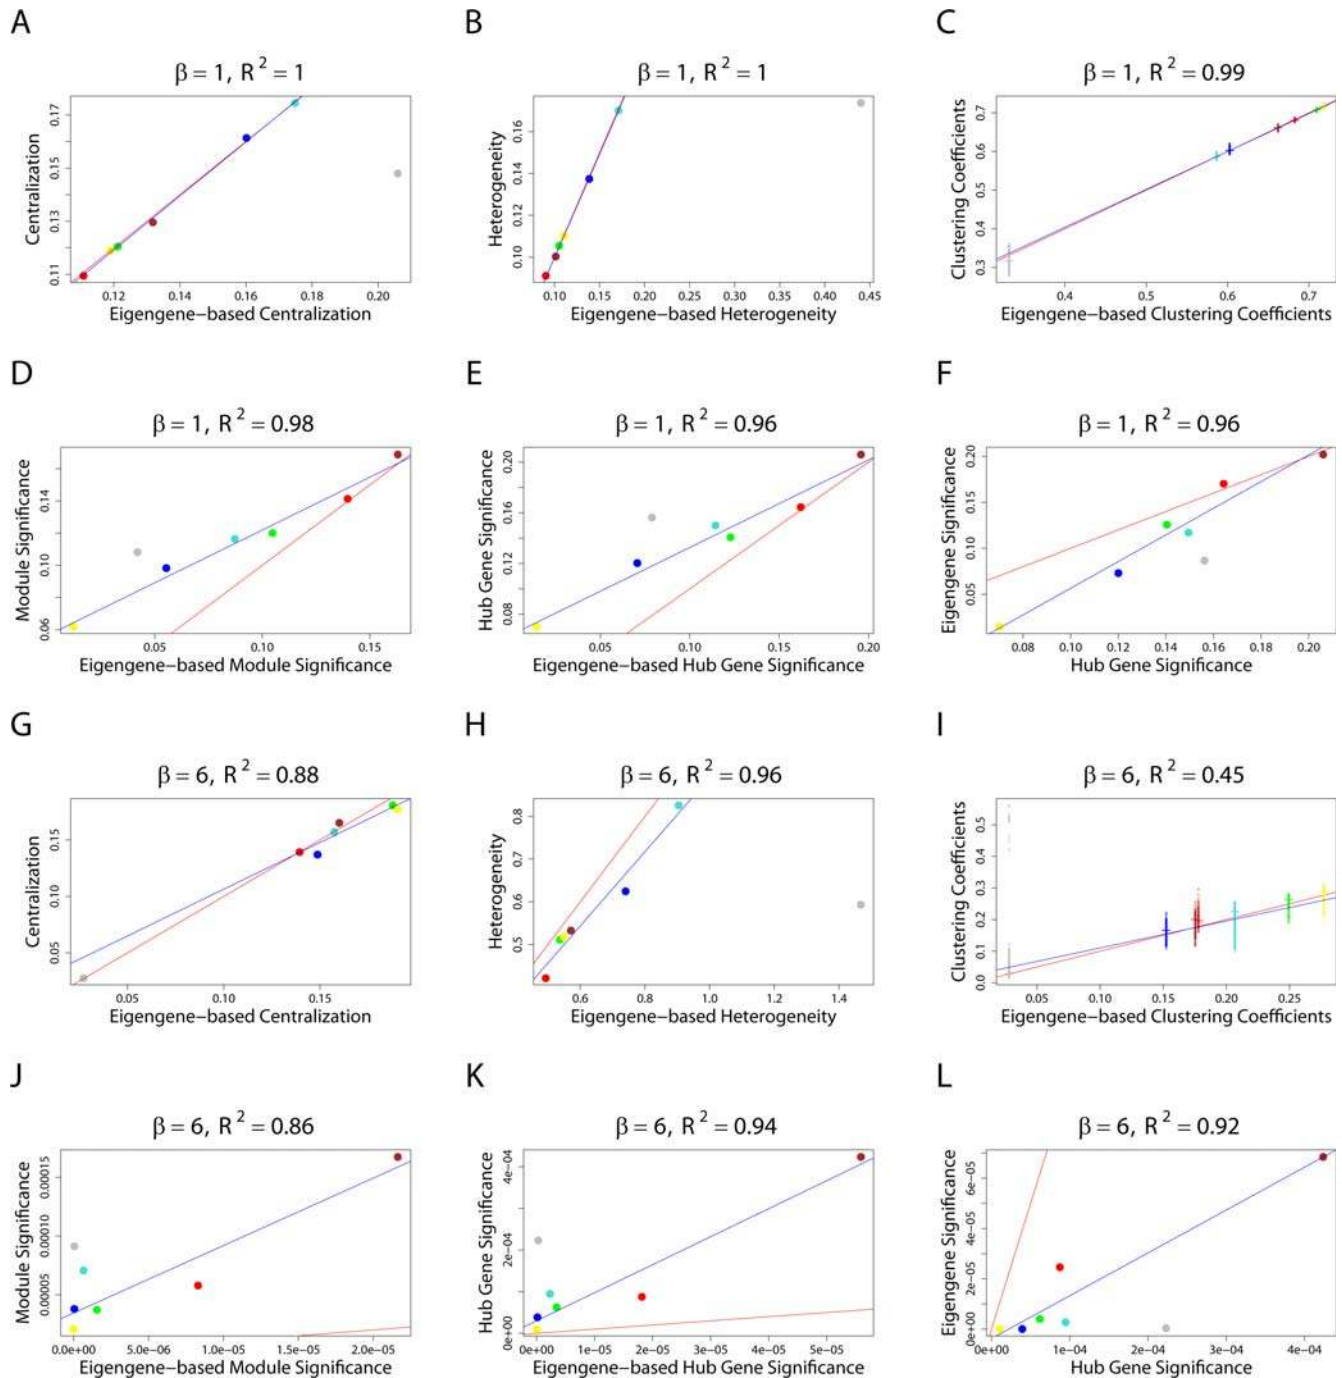 A
B
C
β = 1, R² = 1
β = 1, R² = 1
β = 1, R² = 0.99
Centralization
0.11 0.13 0.15 0.17
0.12 0.14 0.16 0.18 0.20
Eigengene−based Centralization
Heterogeneity
0.10 0.12 0.14 0.16
0.10 0.15 0.20 0.25 0.30 0.35 0.40 0.45
Eigengene−based Heterogeneity
Clustering Coefficients
0.3 0.4 0.5 0.6 0.7
0.4 0.5 0.6 0.7
Eigengene−based Clustering Coefficients
D
E
F
β = 1, R² = 0.98
β = 1, R² = 0.96
β = 1, R² = 0.96
Module Significance
0.06 0.10 0.14
0.05 0.10 0.15
Eigengene−based Module Significance
Hub Gene Significance
0.08 0.12 0.16 0.20
0.05 0.10 0.15 0.20
Eigengene−based Hub Gene Significance
Eigengene Significance
0.05 0.10 0.15 0.20
0.08 0.10 0.12 0.14 0.16 0.18 0.20
Hub Gene Significance
G
H
I
β = 6, R² = 0.88
β = 6, R² = 0.96
β = 6, R² = 0.45
Centralization
0.05 0.10 0.15
0.05 0.10 0.15
Eigengene−based Centralization
Heterogeneity
0.5 0.6 0.7 0.8
0.6 0.8 1.0 1.2 1.4
Eigengene−based Heterogeneity
Clustering Coefficients
0.0 0.1 0.2 0.3 0.4 0.5
0.05 0.10 0.15 0.20 0.25
Eigengene−based Clustering Coefficients
J
K
L
β = 6, R² = 0.86
β = 6, R² = 0.94
β = 6, R² = 0.92
Module Significance
0.00005 0.00010 0.00015
0.0e+00 5.0e−06 1.0e−05 1.5e−05 2.0e−05
Eigengene−based Module Significance
Hub Gene Significance
0e+00 2e−04 4e−04
0e+00 1e−05 2e−05 3e−05 4e−05 5e−05
Eigengene−based Hub Gene Significance
Eigengene Significance
0e+00 2e−05 4e−05 6e−05
0e+00 1e−04 2e−04 3e−04 4e−04
Hub Gene Significance